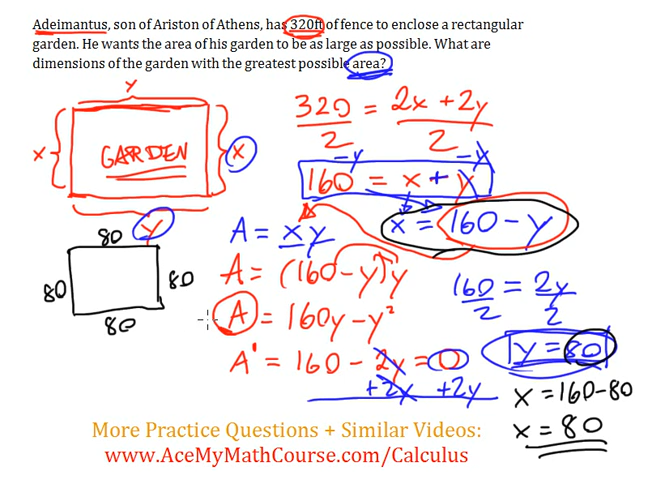 Adeimantus, son of Ariston of Athens, has 320ft of fence to enclose a rectangular
garden. He wants the area of his garden to be as large as possible. What are
dimensions of the garden with the greatest possible area?
Y
X GARDEN X
Y
320/2 = 2x + 2y/2
-y -y
160 = x + y
x = 160 - y
A = xy
A = (160 - y)y
A = 160y - y²
A' = 160 - 2y = 0
+2y +2y
160/2 = 2y/2
y = 80
x = 160 - 80
x = 80
80
80 80
80
More Practice Questions + Similar Videos:
www.AceMyMathCourse.com/Calculus